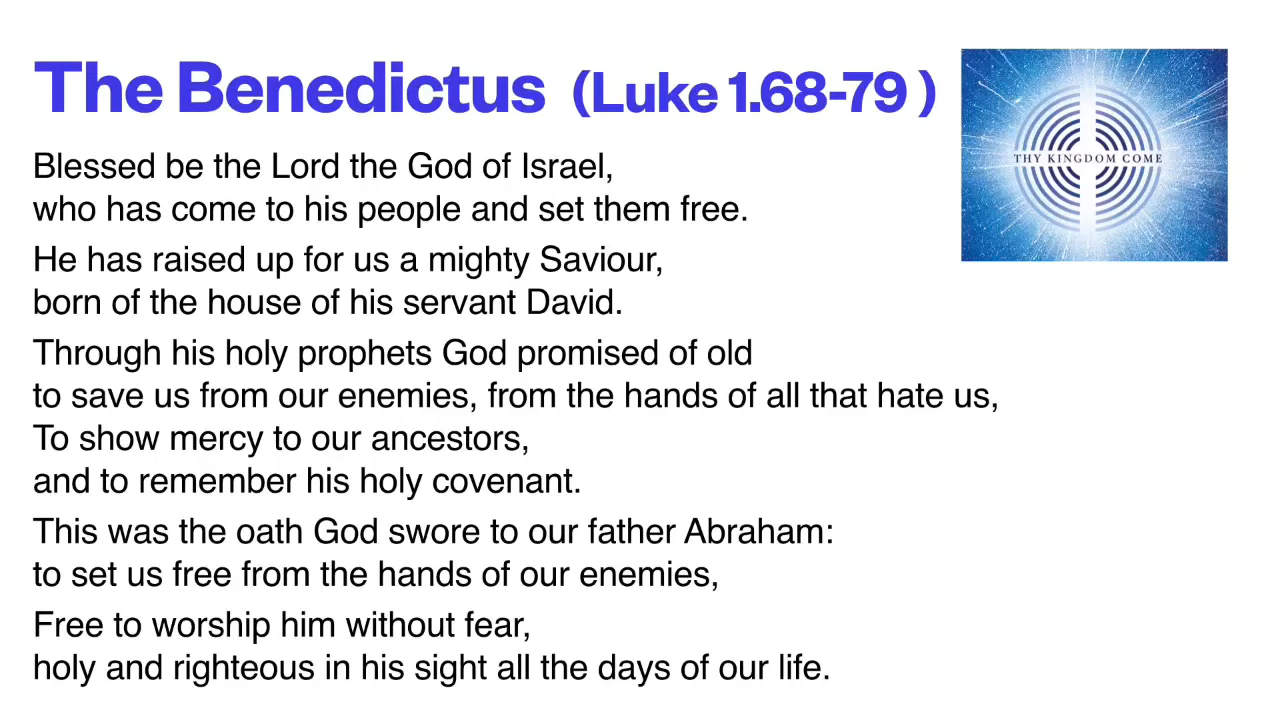 The Benedictus (Luke 1.68-79 )
THY KINGDOM COME
Blessed be the Lord the God of Israel,
who has come to his people and set them free.
He has raised up for us a mighty Saviour,
born of the house of his servant David.
Through his holy prophets God promised of old
to save us from our enemies, from the hands of all that hate us,
To show mercy to our ancestors,
and to remember his holy covenant.
This was the oath God swore to our father Abraham:
to set us free from the hands of our enemies,
Free to worship him without fear,
holy and righteous in his sight all the days of our life.